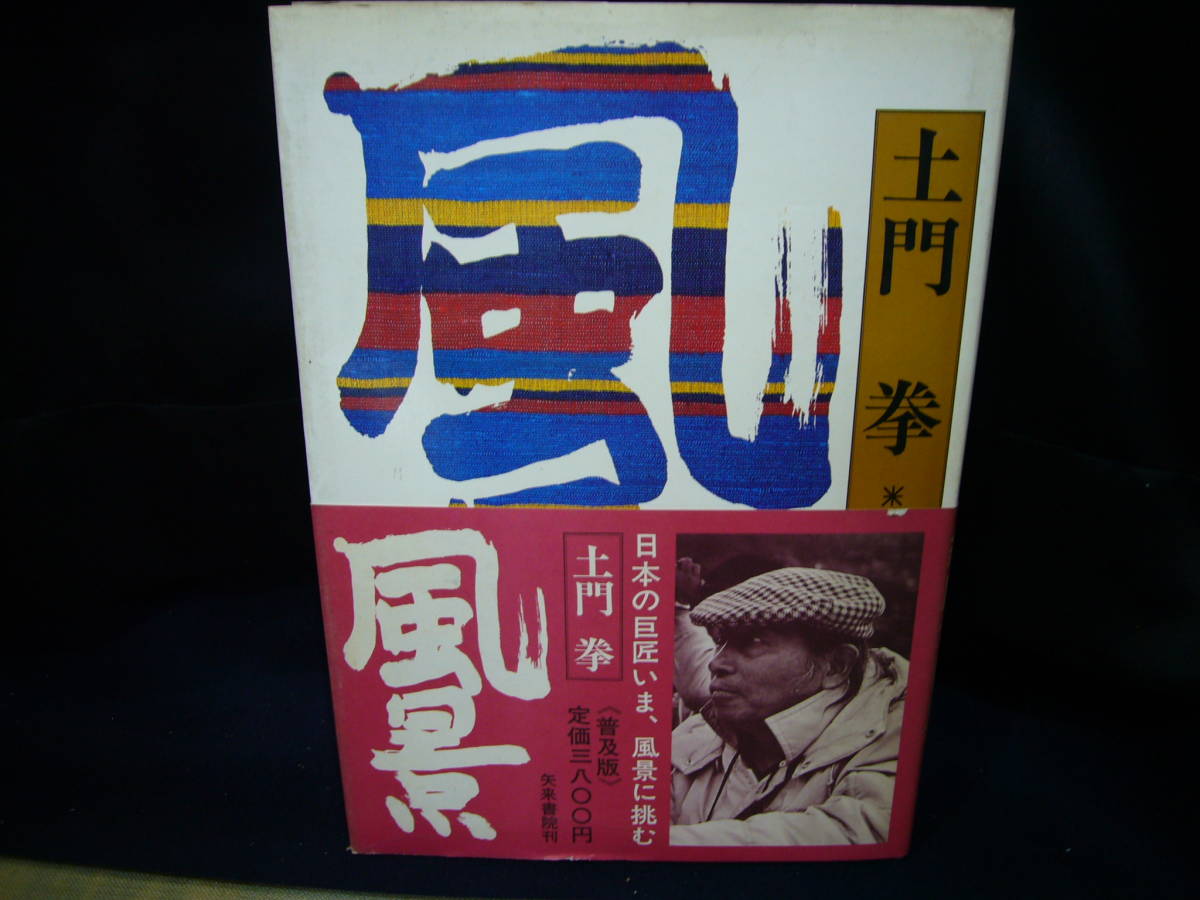 風
土門 拳
風景
土門 拳
日本の巨匠いま、風景に挑む
《普及版》
定価三八〇〇円
矢来書院刊